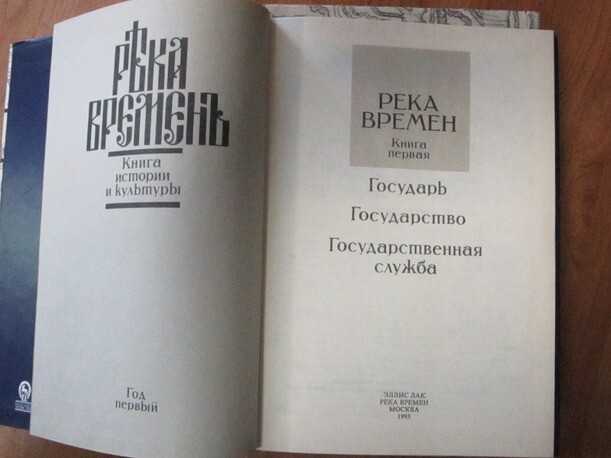 РѢКА
ВРЕМЕНЪ
Книга
истории
и культуры
Год
первый
РЕКА
ВРЕМЕН
Книга
первая
Государь
Государство
Государственная
служба
ЭЛЛИС ЛАК
РЕКА ВРЕМЕН
МОСКВА
1995